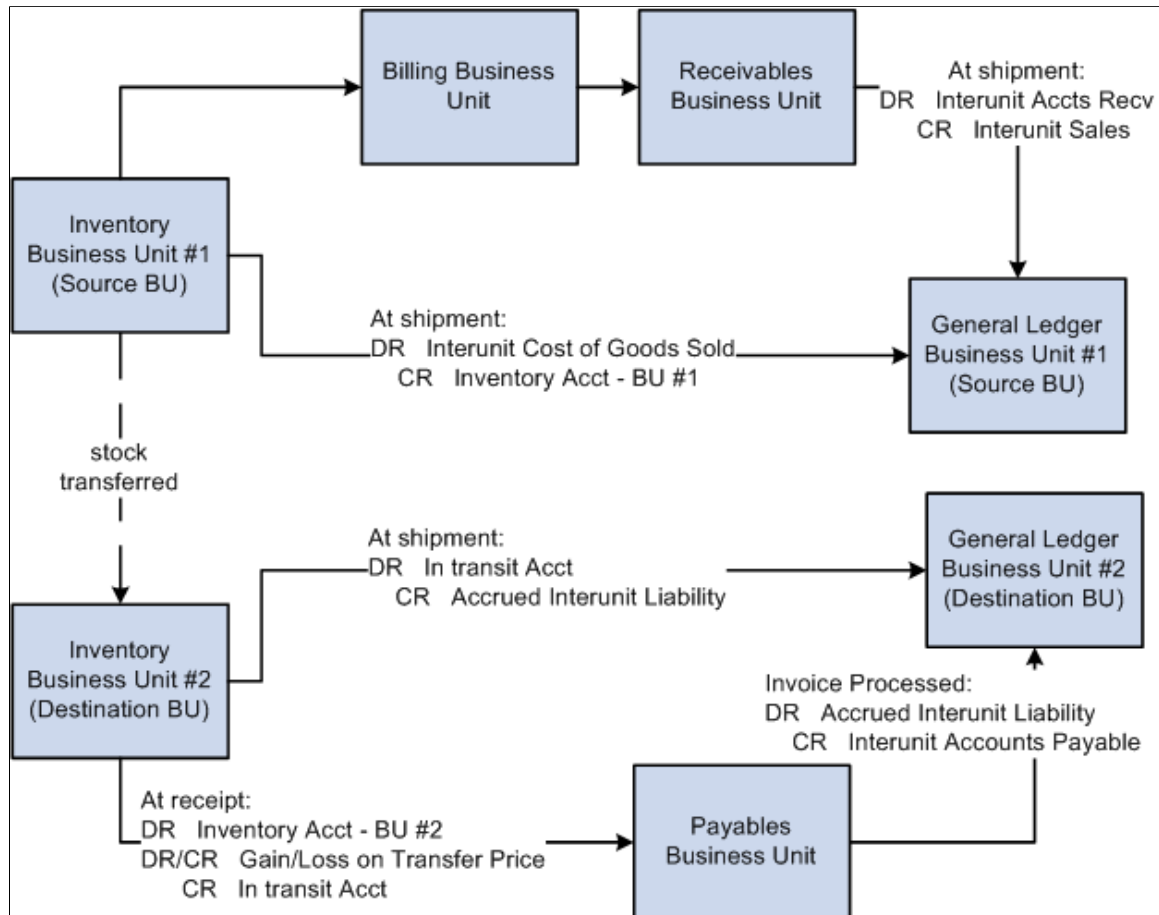 Billing Business
Unit
Receivables
Business Unit
At shipment:
DR Interunit Accts Recv
CR Interunit Sales
Inventory
Business Unit #1
(Source BU)
At shipment:
DR Interunit Cost of Goods Sold
CR Inventory Acct - BU #1
General Ledger
Business Unit #1
(Source BU)
stock
transferred
At shipment:
DR In transit Acct
CR Accrued Interunit Liability
General Ledger
Business Unit #2
(Destination BU)
Inventory
Business Unit #2
(Destination BU)
Invoice Processed:
DR Accrued Interunit Liability
CR Interunit Accounts Payable
At receipt:
DR Inventory Acct - BU #2
DR/CR Gain/Loss on Transfer Price
CR In transit Acct
Payables
Business Unit